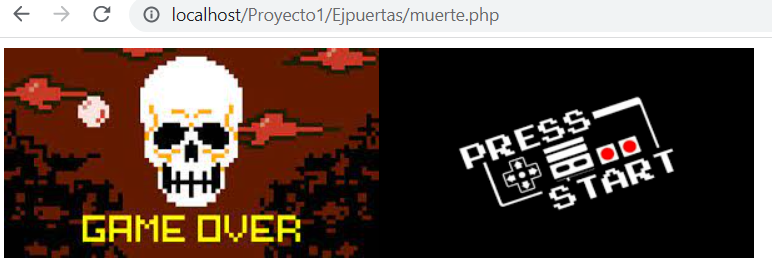 localhost/Proyecto1/Ejpuertas/muerte.php
GAME OVER
PRESS
START